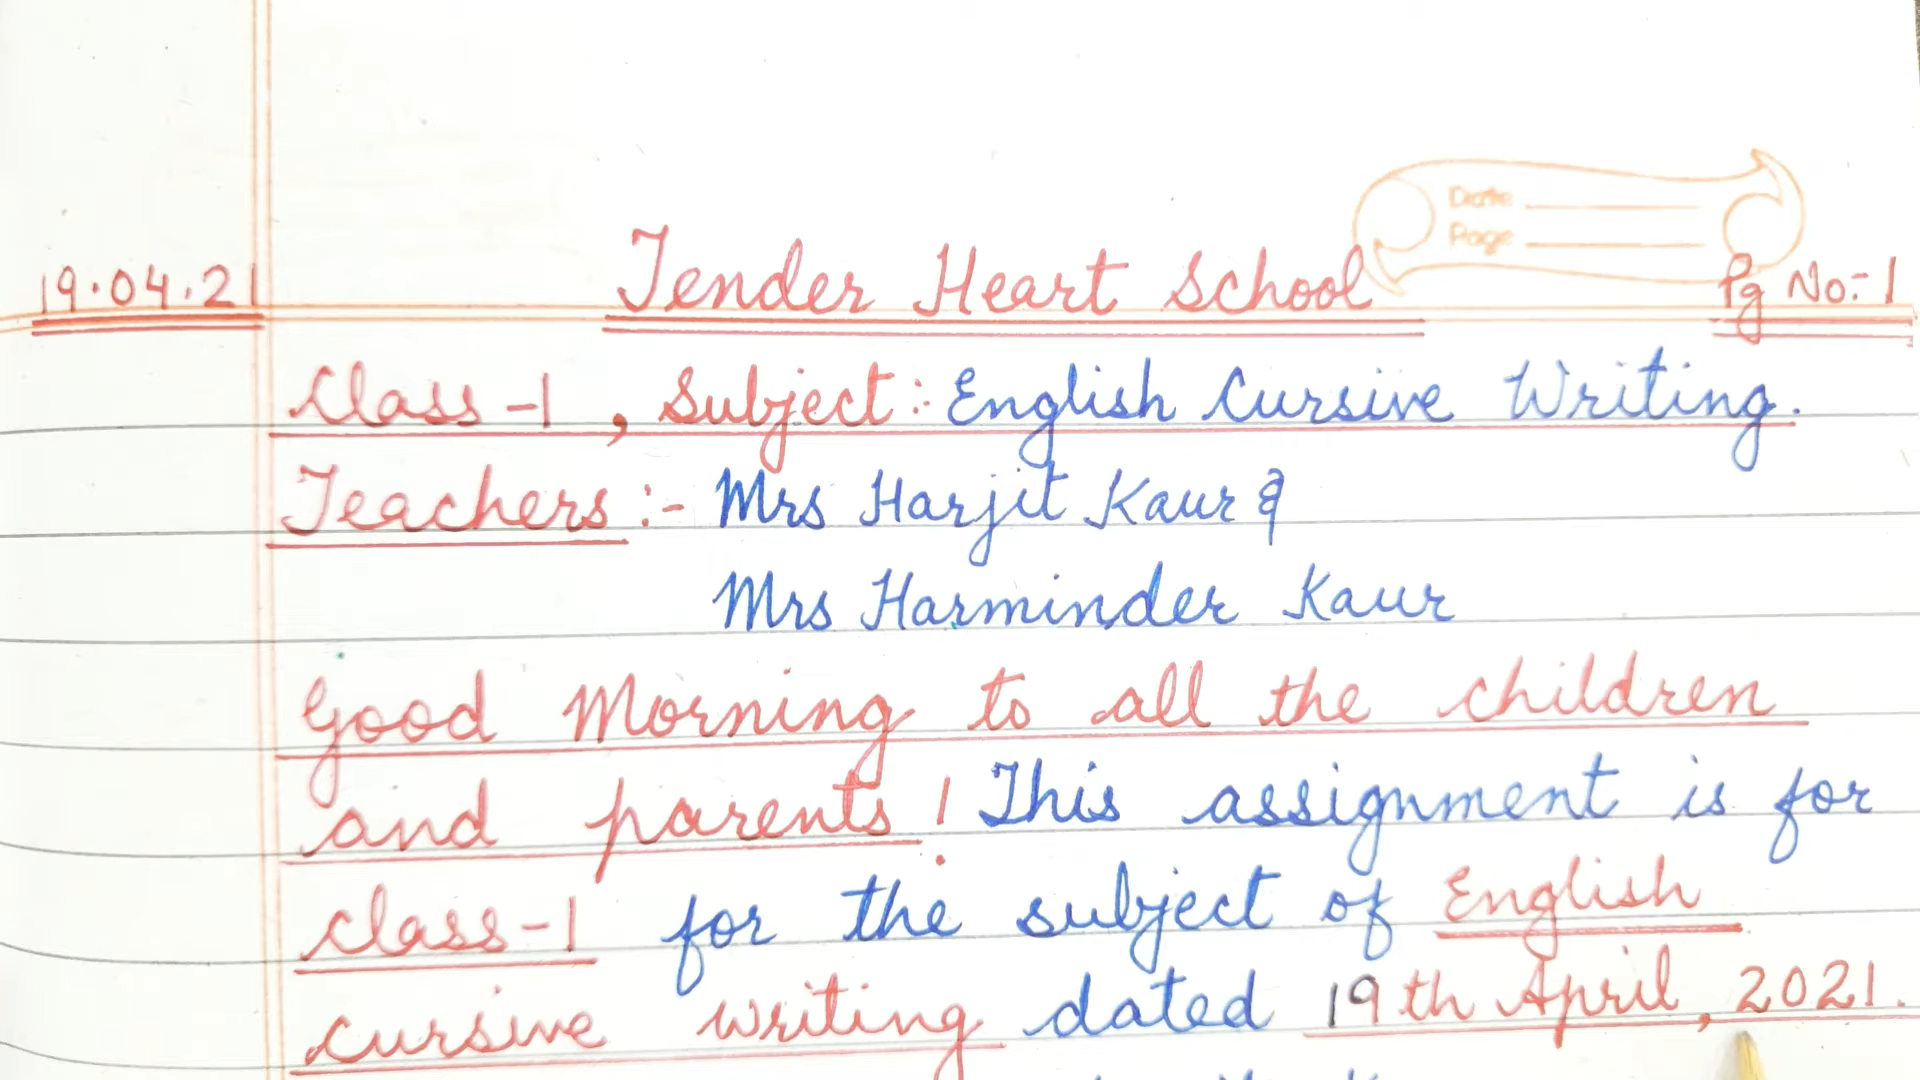 Date
Page
19.04.21 Tender Heart School Pg No:-1
Class-1, Subject:- English Cursive Writing.
Teachers :- Mrs Harjit Kaur &
Mrs Harminder Kaur
Good Morning to all the children
and parents! This assignment is for
class-1 for the subject of English
cursive writing dated 19th April, 2021.